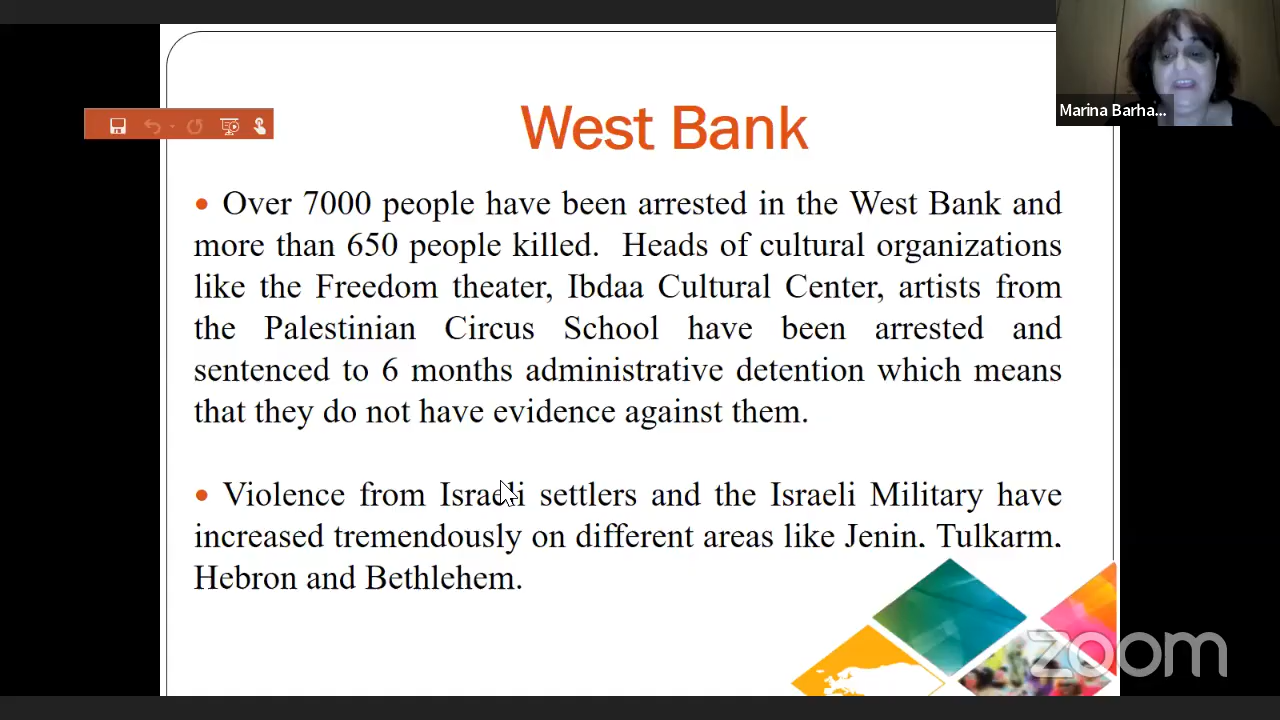 West Bank
Marina Barha...
• Over 7000 people have been arrested in the West Bank and
more than 650 people killed. Heads of cultural organizations
like the Freedom theater, Ibdaa Cultural Center, artists from
the Palestinian Circus School have been arrested and
sentenced to 6 months administrative detention which means
that they do not have evidence against them.
• Violence from Israeli settlers and the Israeli Military have
increased tremendously on different areas like Jenin, Tulkarm,
Hebron and Bethlehem.
zoom